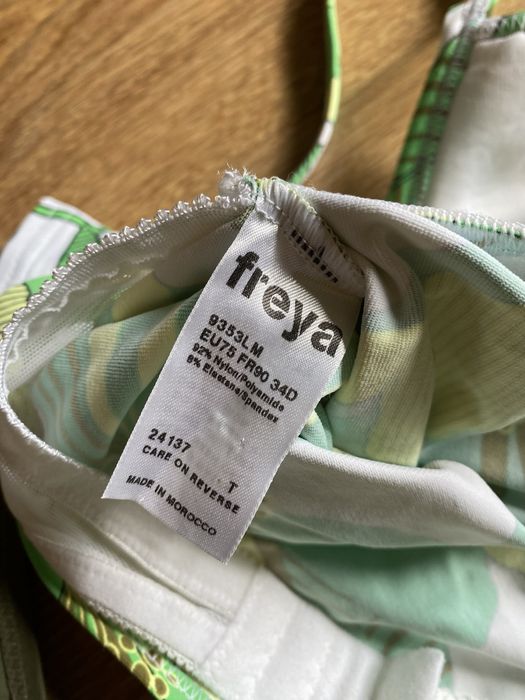 freya
9353LM
EU75 FR90 34D
92% Nylon/Polyamide
8% Elastane/Spandex
24137 T
CARE ON REVERSE
MADE IN MOROCCO